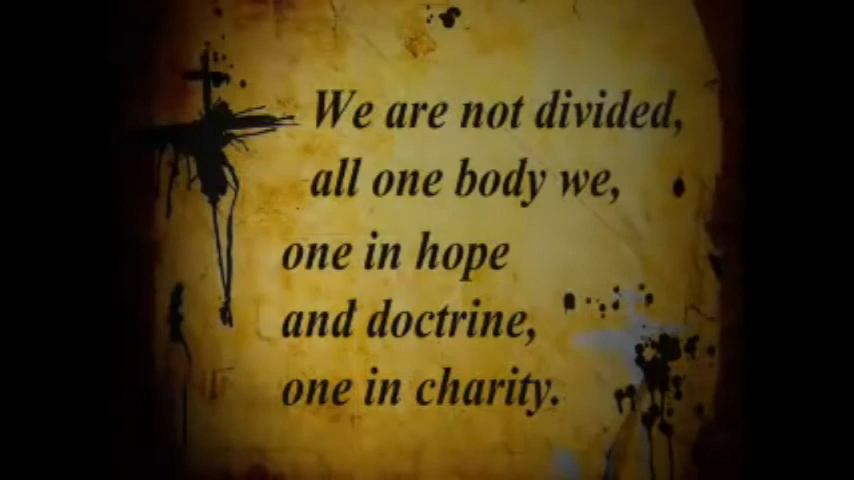 We are not divided,
all one body we,
one in hope
and doctrine,
one in charity.